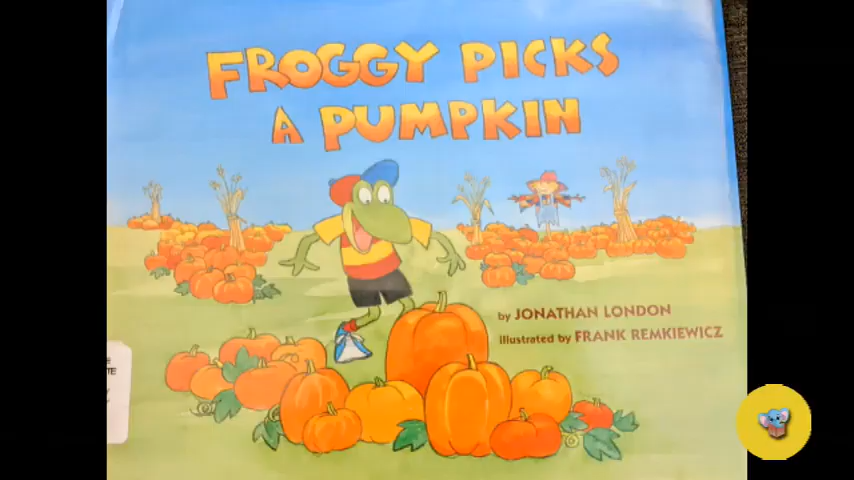 FROGGY PICKS
A PUMPKIN
by JONATHAN LONDON
illustrated by FRANK REMKIEWICZ